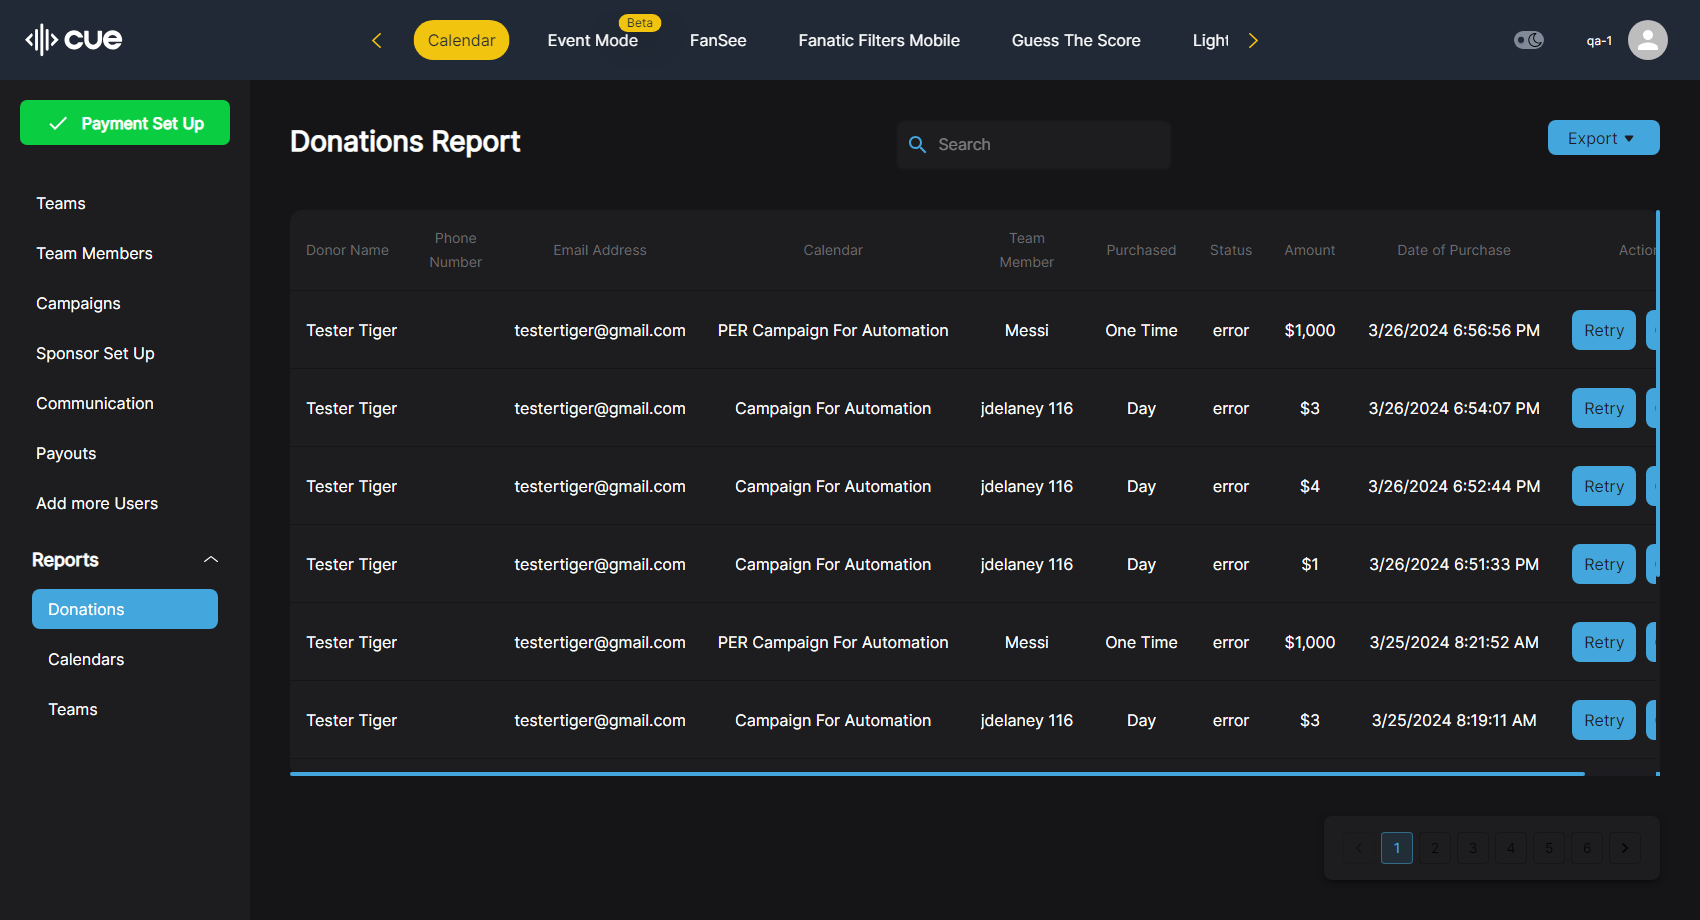 cue
Calendar
Event Mode
Beta
FanSee
Fanatic Filters Mobile
Guess The Score
Light
qa-1
Payment Set Up
Teams
Team Members
Campaigns
Sponsor Set Up
Communication
Payouts
Add more Users
Reports
Donations
Calendars
Teams
Donations Report
Search
Export
Donor Name Phone Number Email Address Calendar Team Member Purchased Status Amount Date of Purchase Action
Tester Tiger testertiger@gmail.com PER Campaign For Automation Messi One Time error $1,000 3/26/2024 6:56:56 PM Retry
Tester Tiger testertiger@gmail.com Campaign For Automation jdelaney 116 Day error $3 3/26/2024 6:54:07 PM Retry
Tester Tiger testertiger@gmail.com Campaign For Automation jdelaney 116 Day error $4 3/26/2024 6:52:44 PM Retry
Tester Tiger testertiger@gmail.com Campaign For Automation jdelaney 116 Day error $1 3/26/2024 6:51:33 PM Retry
Tester Tiger testertiger@gmail.com PER Campaign For Automation Messi One Time error $1,000 3/25/2024 8:21:52 AM Retry
Tester Tiger testertiger@gmail.com Campaign For Automation jdelaney 116 Day error $3 3/25/2024 8:19:11 AM Retry
1 2 3 4 5 6